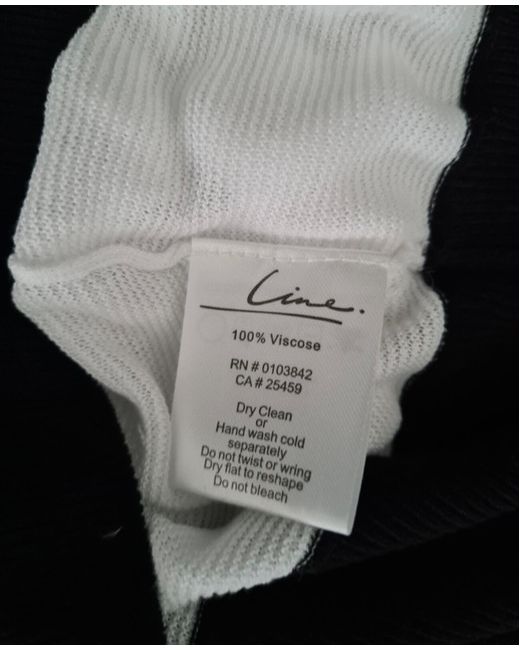 Line.
100% Viscose
RN # 0103842
CA # 25459
Dry Clean
or
Hand wash cold
separately
Do not twist or wring
Dry flat to reshape
Do not bleach